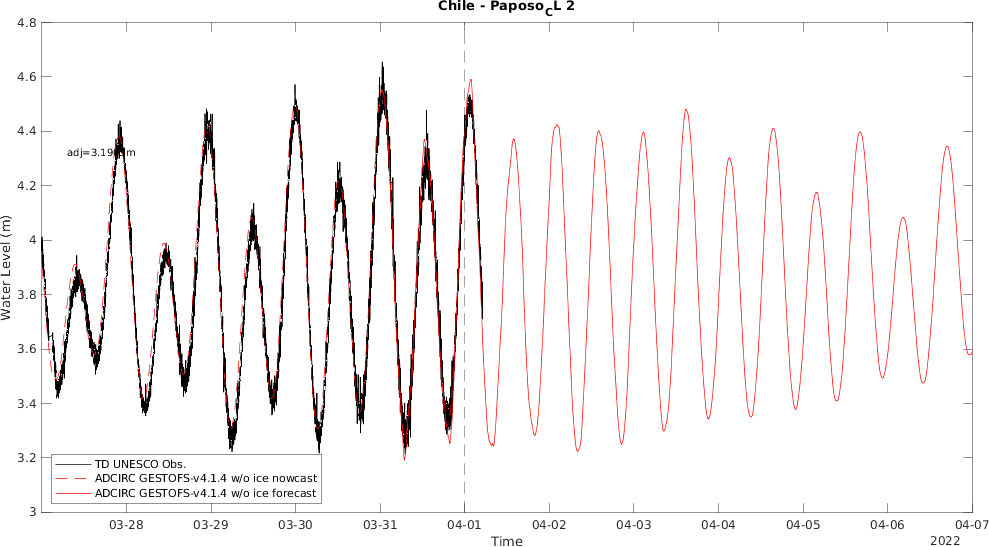 Chile - Paposo_CL 2
Water Level (m)
4.8
4.6
4.4
4.2
4
3.8
3.6
3.4
3.2
3
TD UNESCO Obs.
ADCIRC GESTOFS-v4.1.4 w/o ice nowcast
ADCIRC GESTOFS-v4.1.4 w/o ice forecast
03-28 03-29 03-30 03-31 04-01 04-02 04-03 04-04 04-05 04-06 04-07
Time
2022